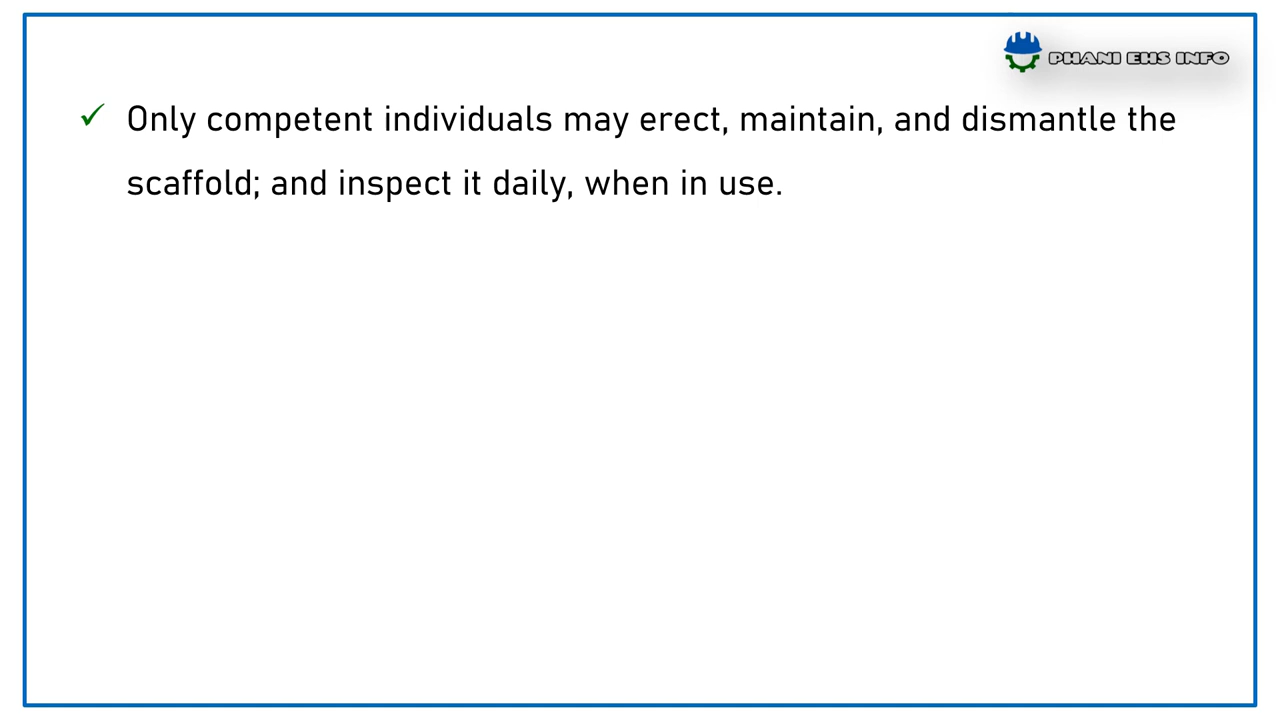 PHANI EHS INFO
✓ Only competent individuals may erect, maintain, and dismantle the
scaffold; and inspect it daily, when in use.